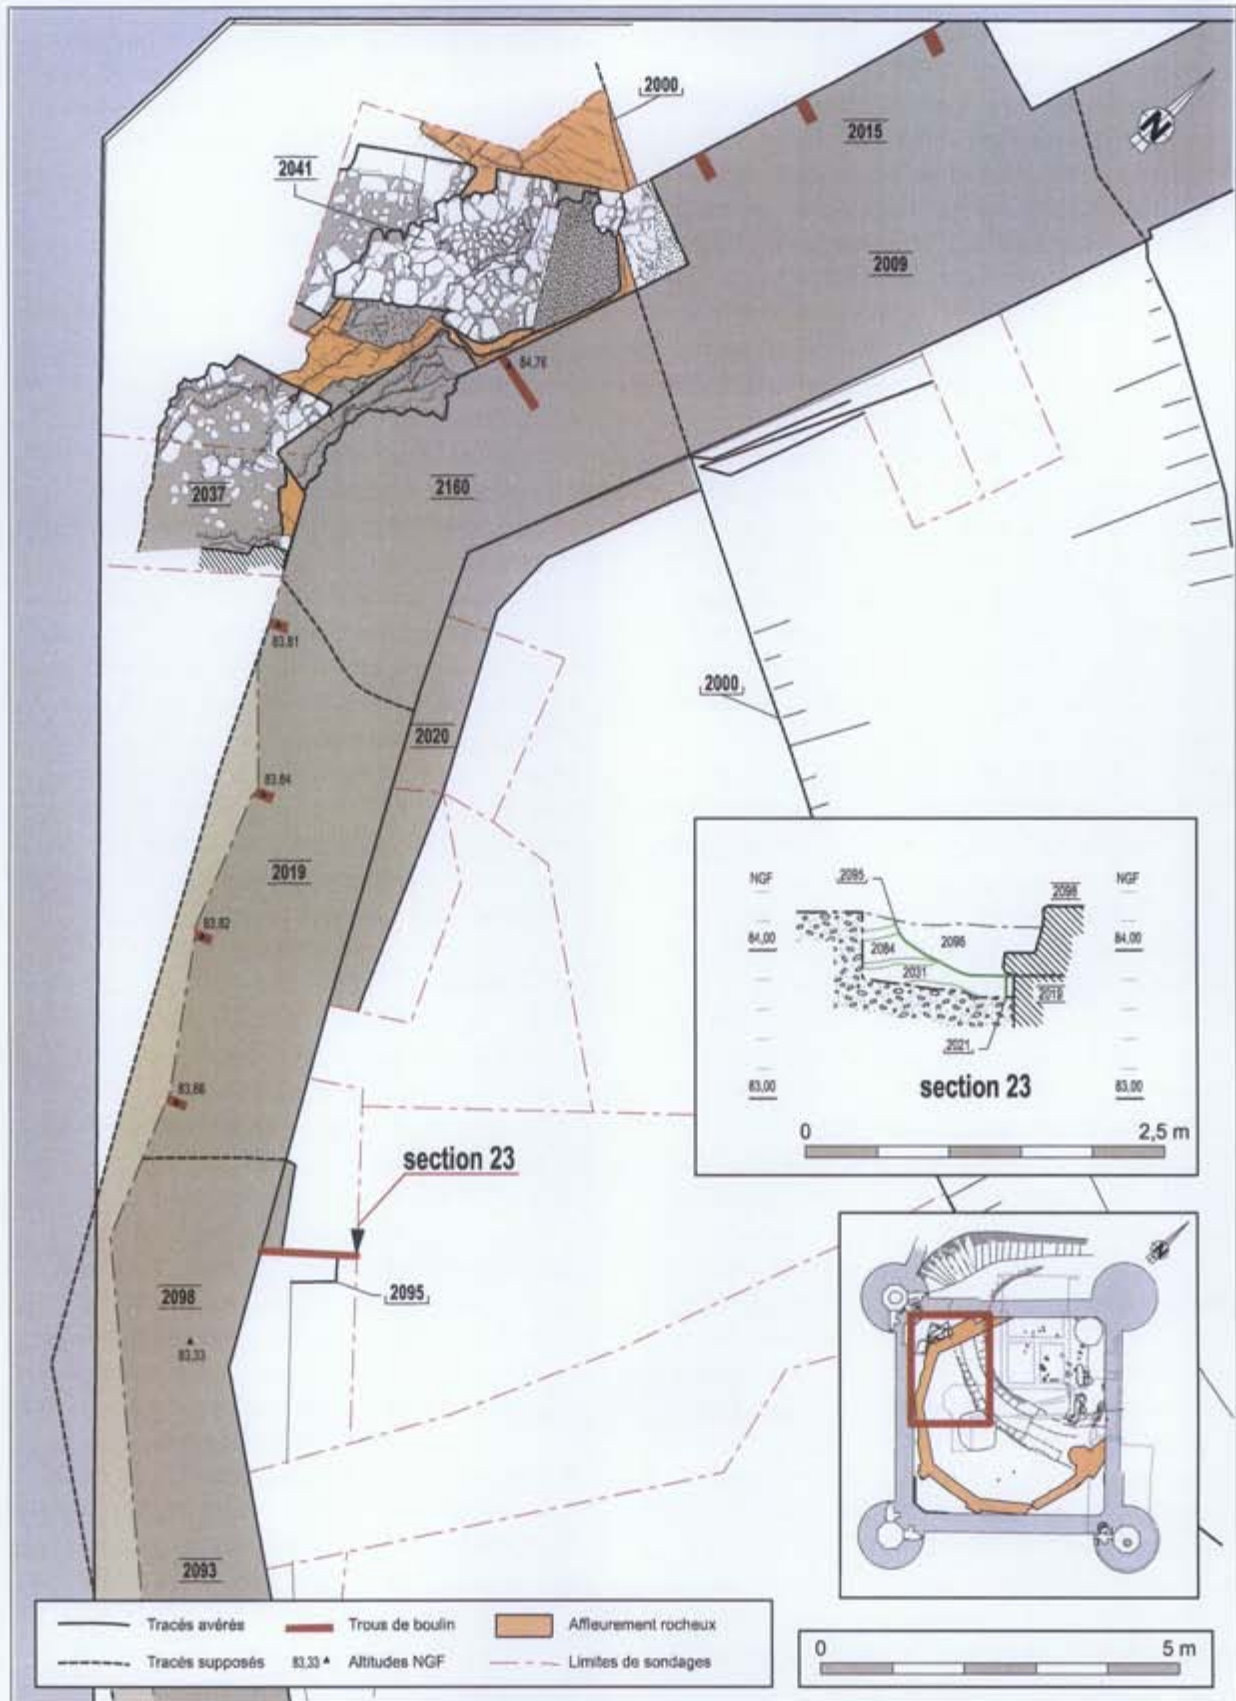 2000
2041
2015
N
2009
84,76
2037
2160
83,81
2000
2020
83,84
2019
83,82
2095
NGF
2098
NGF
84,00
2084
2096
84,00
2031
2019
2021
83,00
section 23
83,00
0
2,5 m
83,66
section 23
2095
2098
83,33
N
2093
Tracés avérés
Trous de boulin
Affleurement rocheux
Tracés supposés
83,33
Altitudes NGF
Limites de sondages
0
5 m